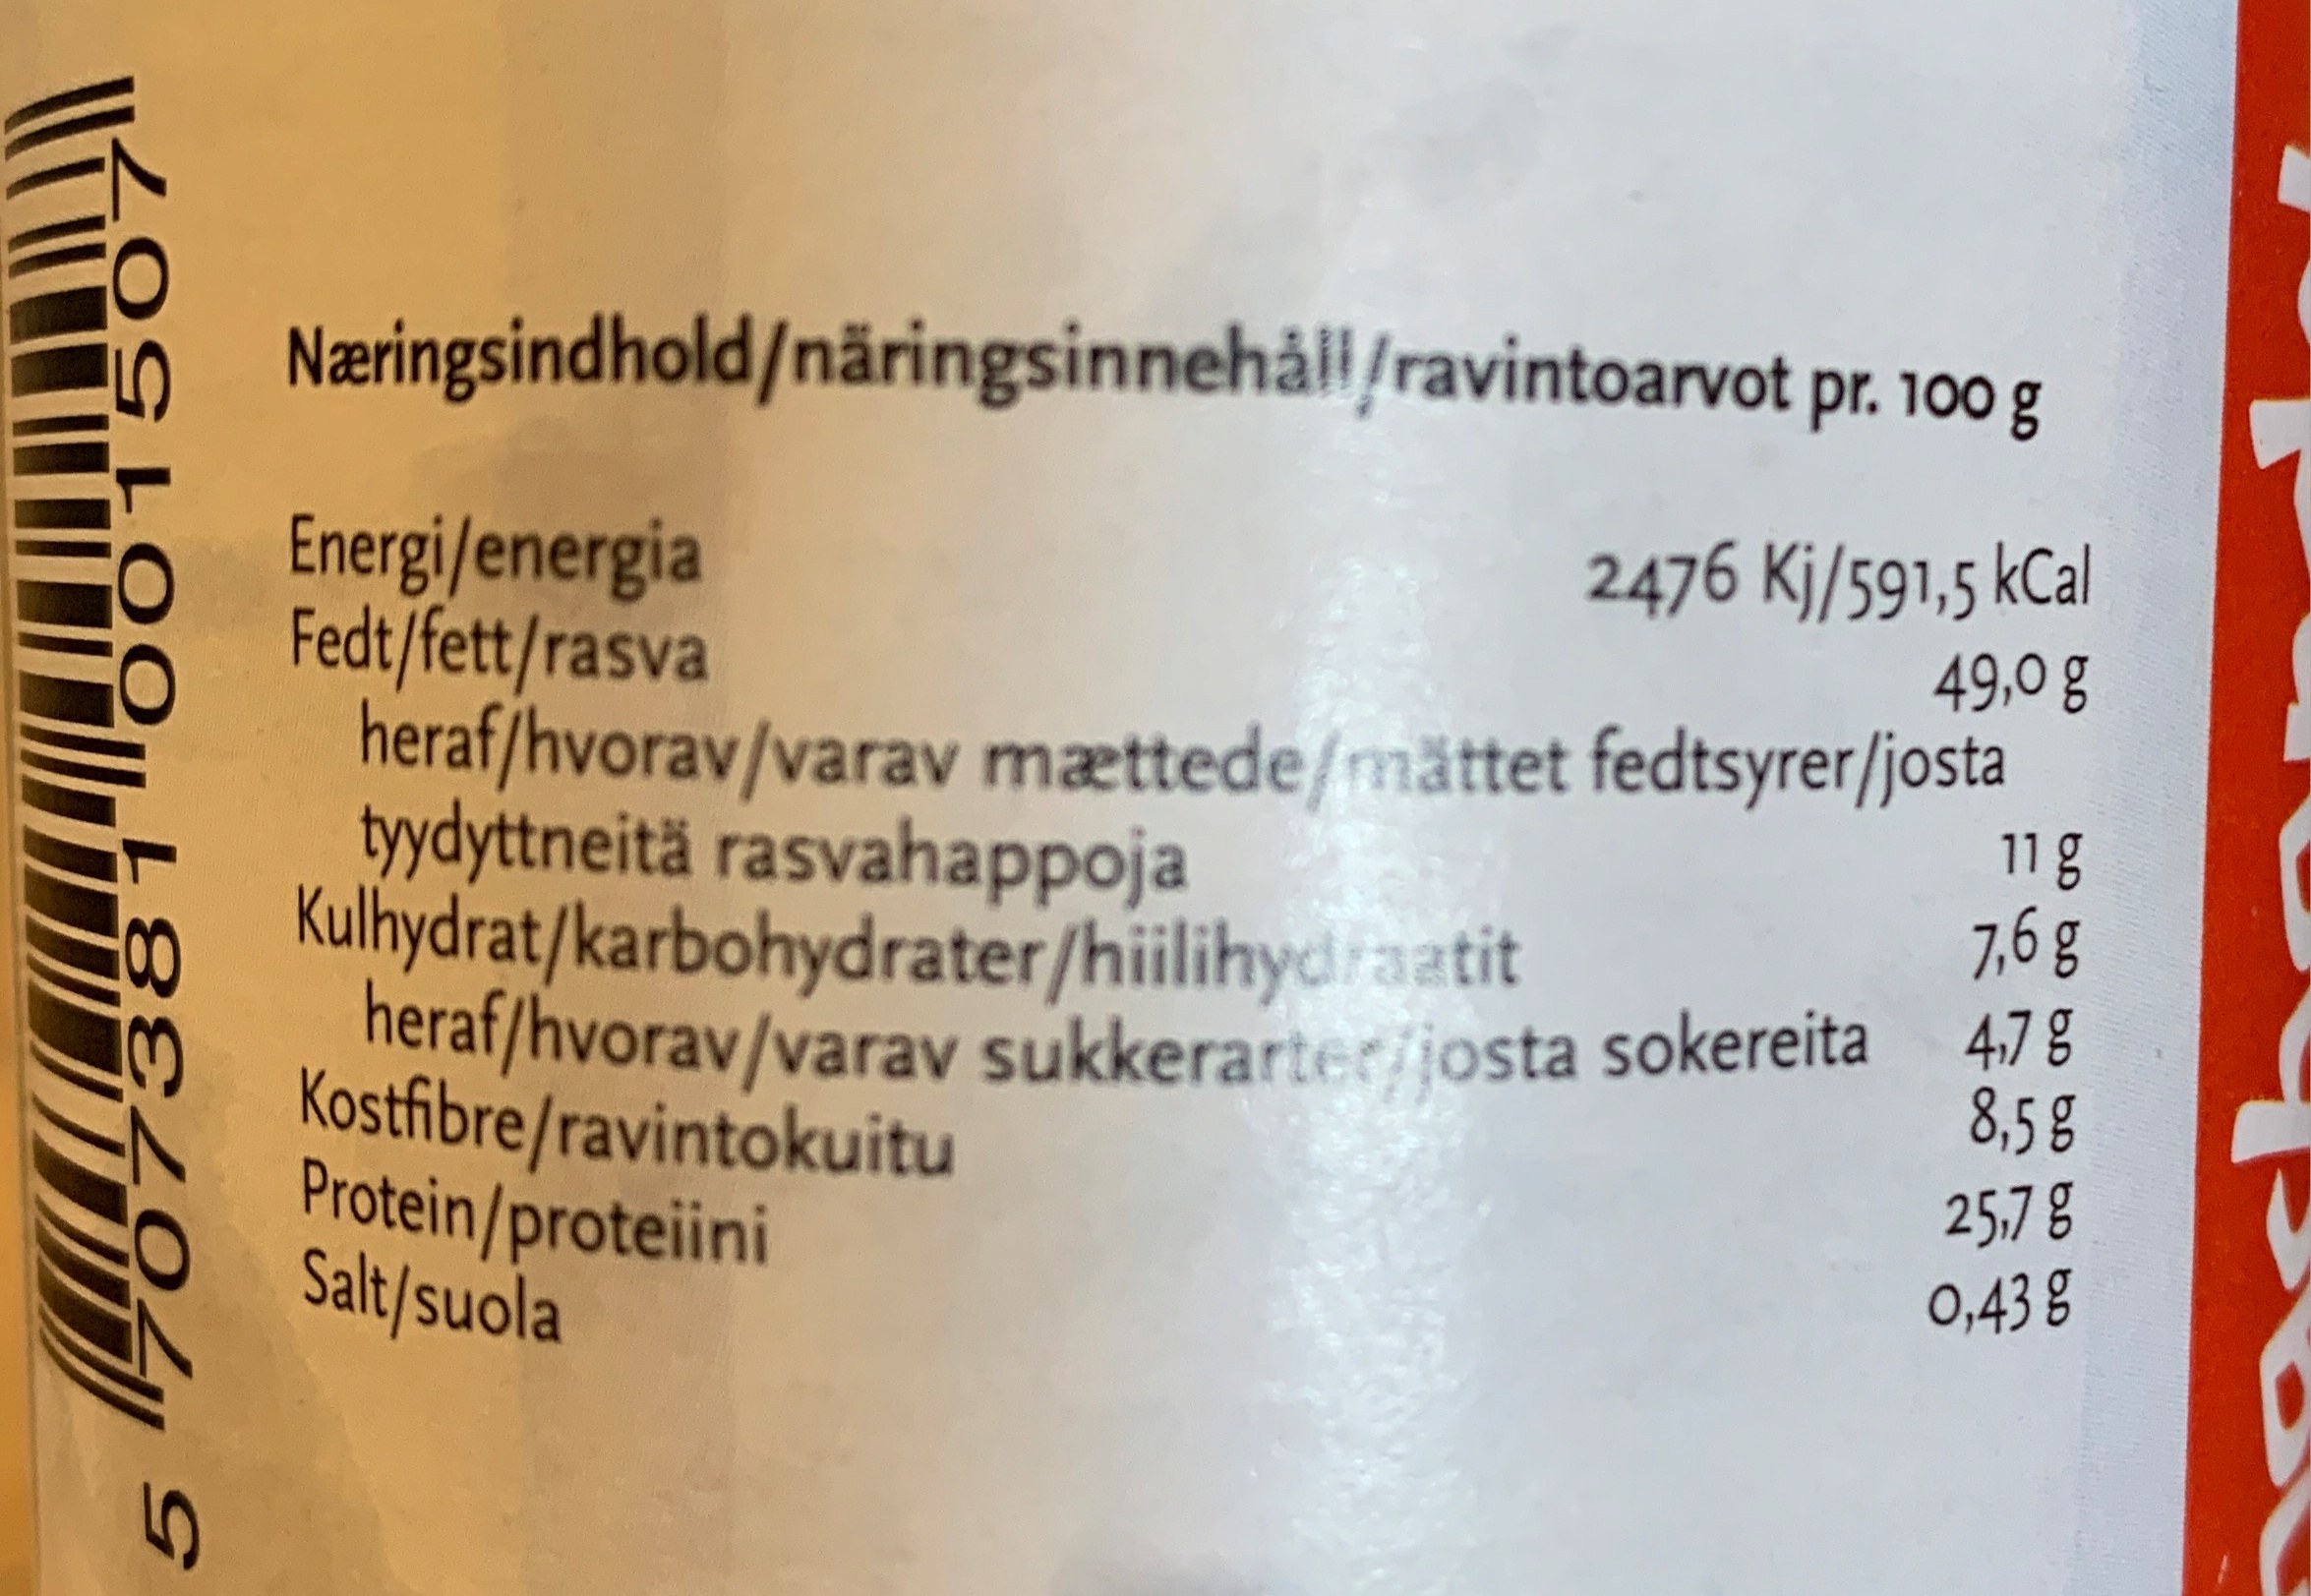 Næringsindhold/näringsinnehåll/ravintoarvot pr. 100 g
Energi/energia 2476 Kj/591,5 kCal
Fedt/fett/rasva 49,0 g
heraf/hvorav/varav mættede/mättet fedtsyrer/josta
tyydyttneitä rasvahappoja 11 g
Kulhydrat/karbohydrater/hiilihydraatit 7,6 g
heraf/hvorav/varav sukkerarter/josta sokereita 4,7 g
Kostfibre/ravintokuitu 8,5 g
Protein/proteiini 25,7 g
Salt/suola 0,43 g
5 707381 001507